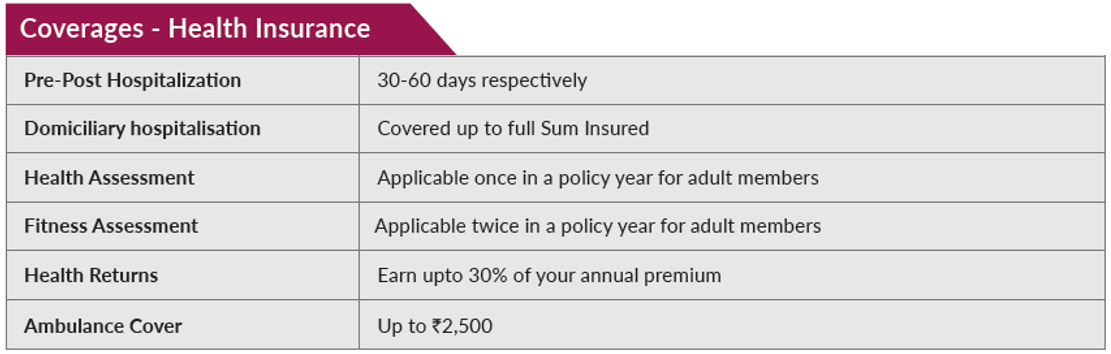 Coverages - Health Insurance
Pre-Post Hospitalization 30-60 days respectively
Domiciliary hospitalisation Covered up to full Sum Insured
Health Assessment Applicable once in a policy year for adult members
Fitness Assessment Applicable twice in a policy year for adult members
Health Returns Earn upto 30% of your annual premium
Ambulance Cover Up to ₹2,500